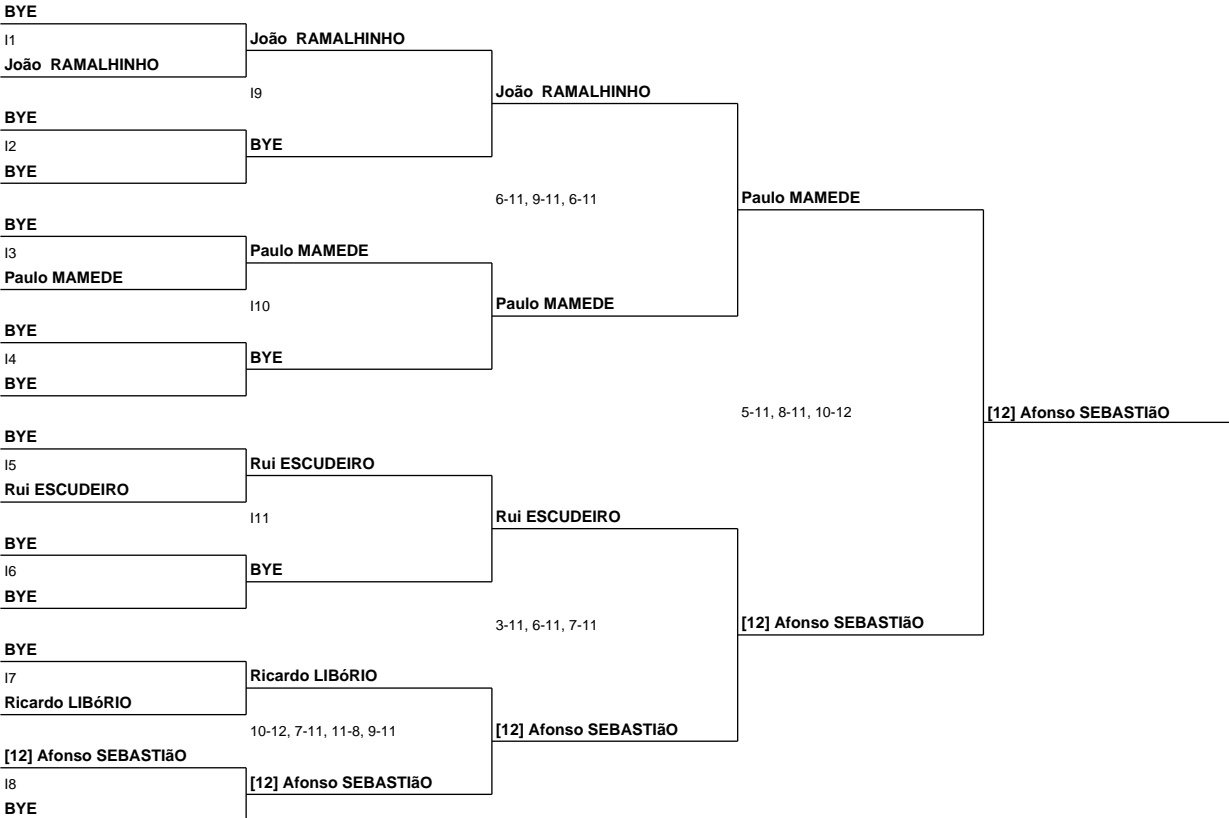 BYE
I1
João  RAMALHINHO
João  RAMALHINHO
I9
João  RAMALHINHO
BYE
I2
BYE
BYE
6-11, 9-11, 6-11
Paulo MAMEDE
BYE
I3
Paulo MAMEDE
Paulo MAMEDE
I10
Paulo MAMEDE
BYE
I4
BYE
BYE
5-11, 8-11, 10-12
[12] Afonso SEBASTIãO
BYE
I5
Rui ESCUDEIRO
Rui ESCUDEIRO
I11
Rui ESCUDEIRO
BYE
I6
BYE
BYE
3-11, 6-11, 7-11
[12] Afonso SEBASTIãO
BYE
I7
Ricardo LIBóRIO
Ricardo LIBóRIO
10-12, 7-11, 11-8, 9-11
[12] Afonso SEBASTIãO
[12] Afonso SEBASTIãO
I8
BYE
[12] Afonso SEBASTIãO